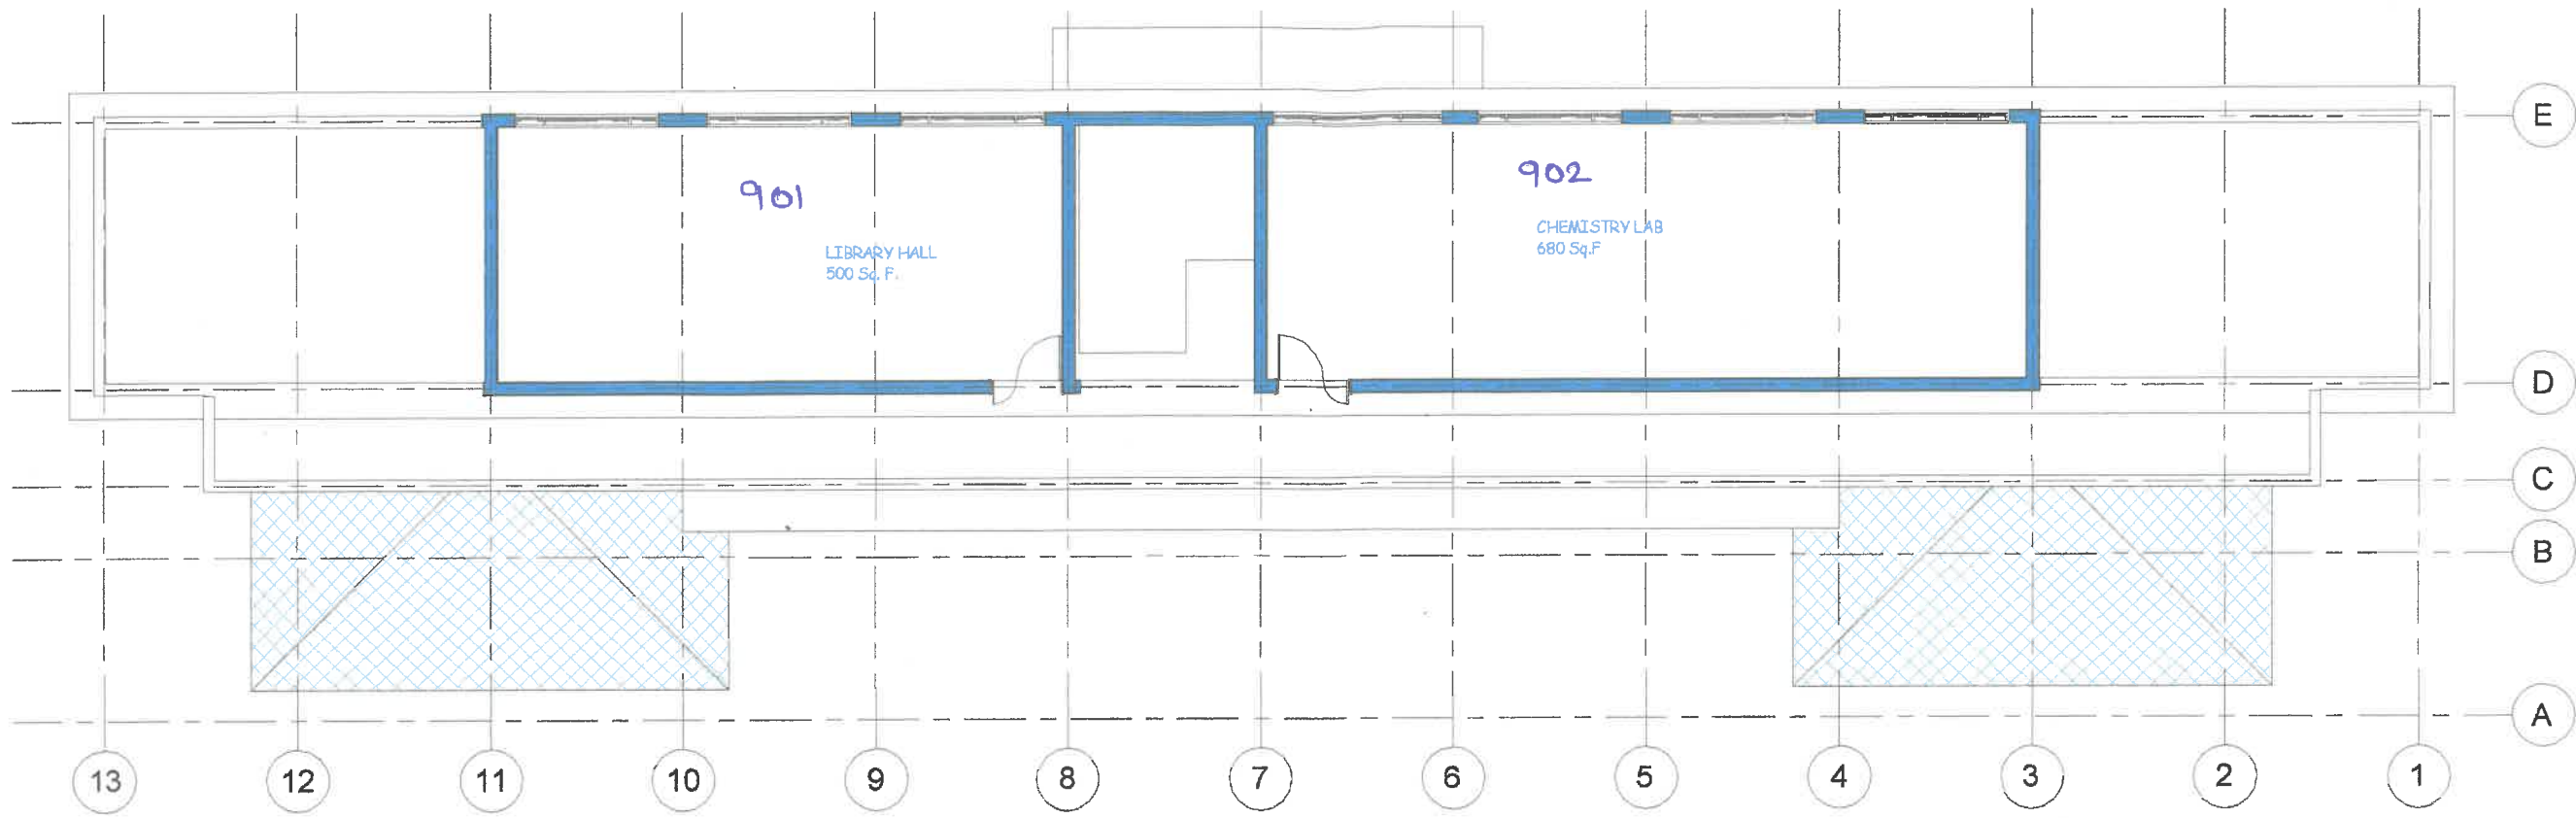 E
901
902
CHEMISTRY LAB
680 Sq.F
LIBRARY HALL
500 Sq. F.
D
C
B
A
13 12 11 10 9 8 7 6 5 4 3 2 1